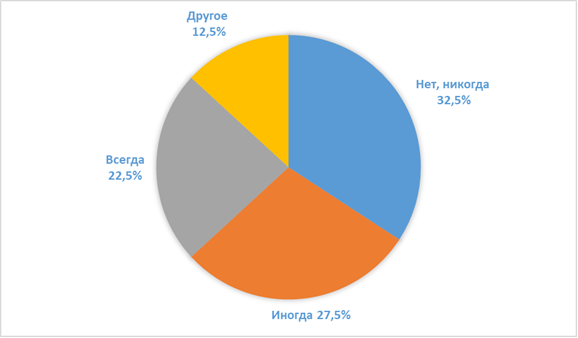 Другое
12,5%
Нет, никогда
32,5%
Всегда
22,5%
Иногда 27,5%